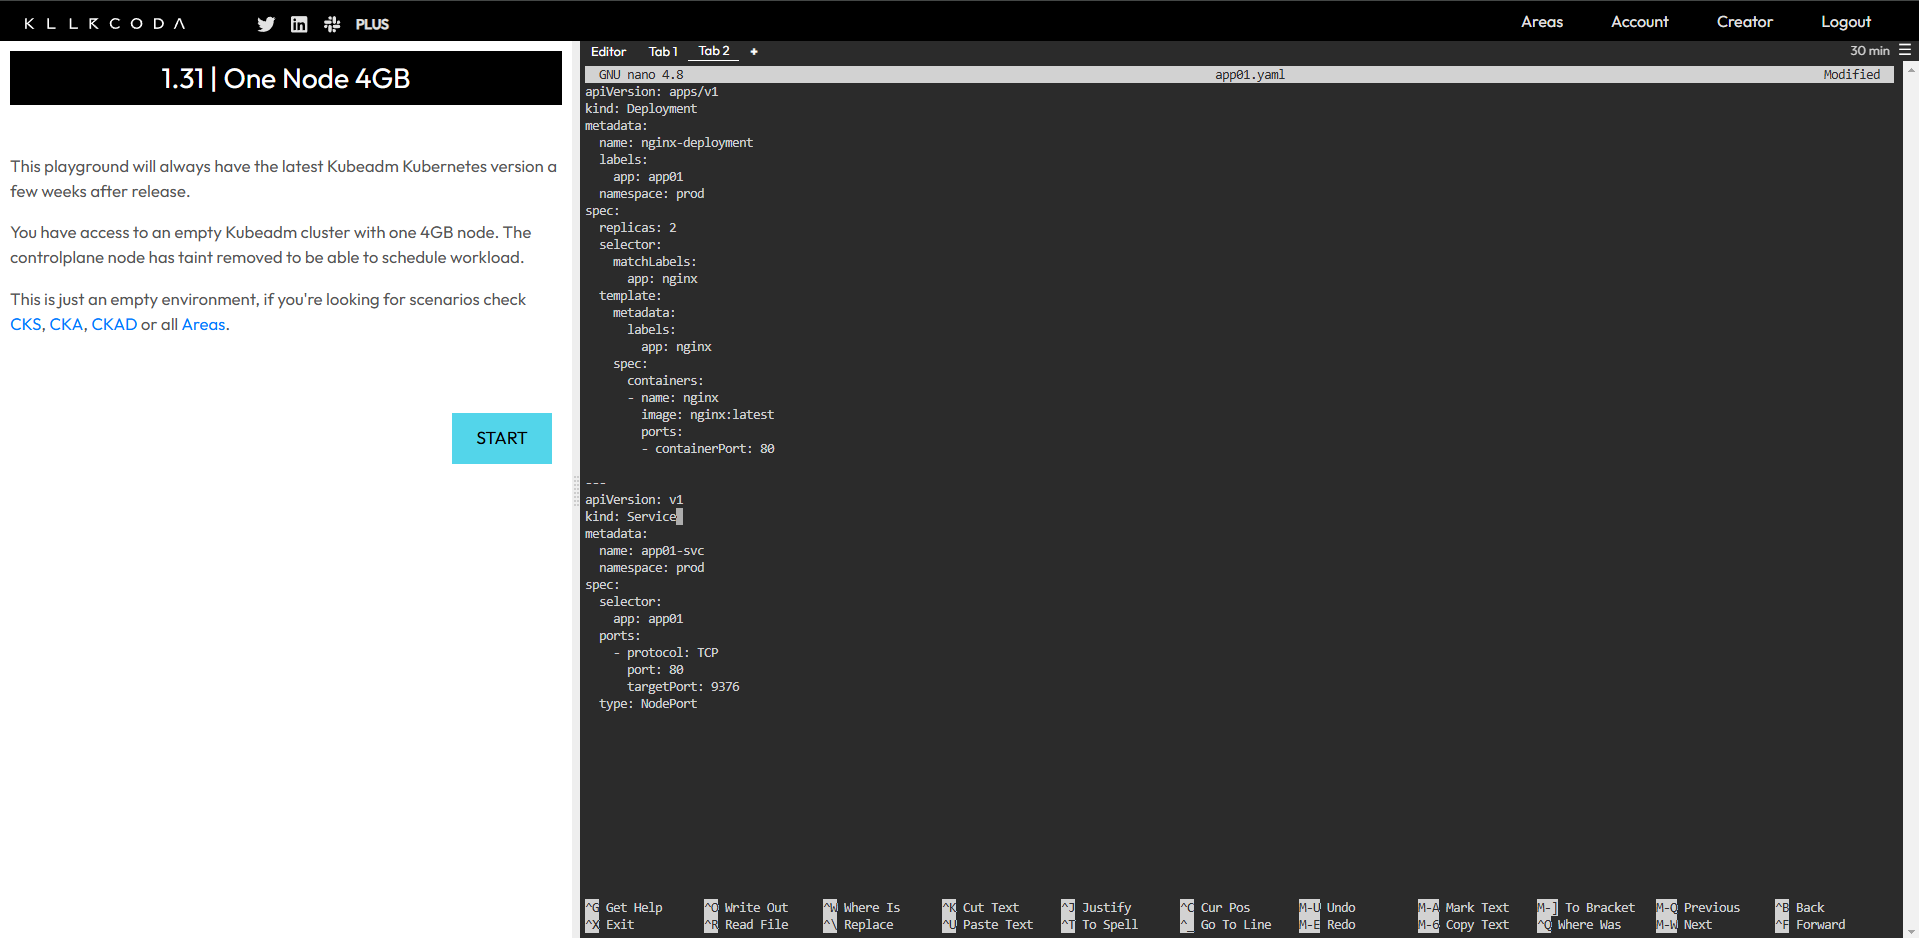 KLLRCODA PLUS Areas Account Creator Logout
1.31 | One Node 4GB
This playground will always have the latest Kubeadm Kubernetes version a
few weeks after release.
You have access to an empty Kubeadm cluster with one 4GB node. The
controlplane node has taint removed to be able to schedule workload.
This is just an empty environment, if you're looking for scenarios check
CKS, CKA, CKAD or all Areas.
START
Editor Tab 1 Tab 2 + 30 min
GNU nano 4.8 app01.yaml Modified
apiVersion: apps/v1
kind: Deployment
metadata:
  name: nginx-deployment
  labels:
    app: app01
  namespace: prod
spec:
  replicas: 2
  selector:
    matchLabels:
      app: nginx
  template:
    metadata:
      labels:
        app: nginx
    spec:
      containers:
      - name: nginx
        image: nginx:latest
        ports:
        - containerPort: 80
---
apiVersion: v1
kind: Service
metadata:
  name: app01-svc
  namespace: prod
spec:
  selector:
    app: app01
  ports:
    - protocol: TCP
      port: 80
      targetPort: 9376
  type: NodePort
^G Get Help ^O Write Out ^W Where Is ^K Cut Text ^J Justify ^C Cur Pos M-U Undo M-A Mark Text M-] To Bracket M-Q Previous ^B Back
^X Exit ^R Read File ^\ Replace ^U Paste Text ^T To Spell ^_ Go To Line M-E Redo M-6 Copy Text ^Q Where Was M-W Next ^F Forward